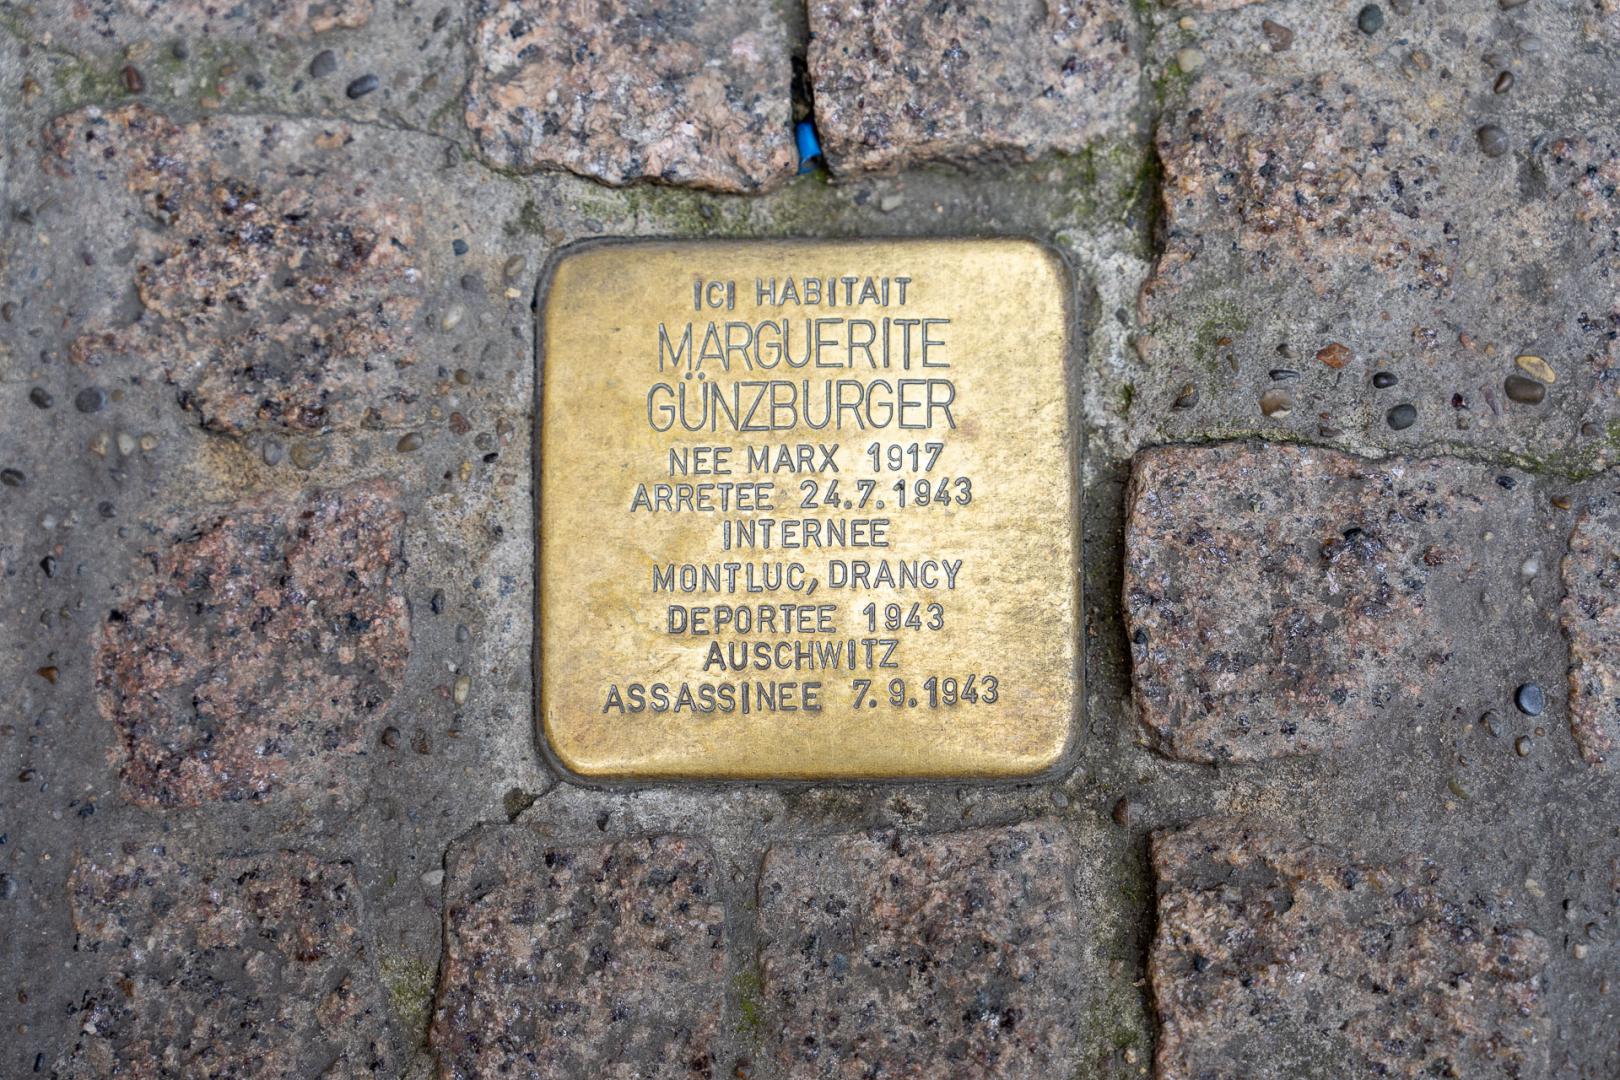 ICI HABITAIT
MARGUERITE
GÜNZBURGER
NEE MARX 1917
ARRETEE 24.7.1943
INTERNEE
MONTLUC, DRANCY
DEPORTEE 1943
AUSCHWITZ
ASSASSINEE 7.9.1943